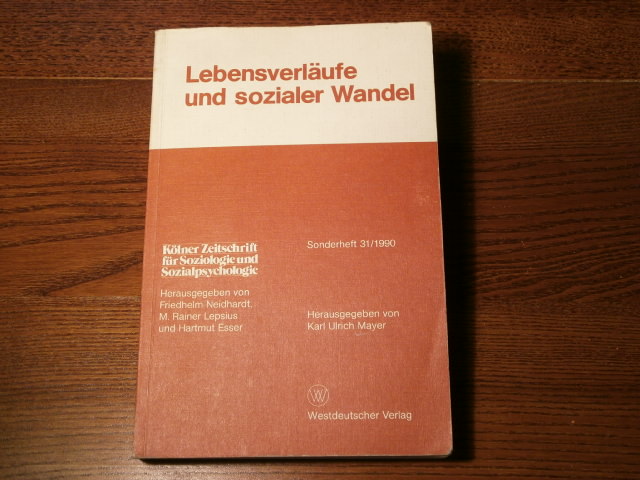 Lebensverläufe
und sozialer Wandel
Kölner Zeitschrift
für Soziologie und
Sozialpsychologie
Herausgegeben von
Friedhelm Neidhardt,
M. Rainer Lepsius
und Hartmut Esser
Sonderheft 31/1990
Herausgegeben von
Karl Ulrich Mayer
W
Westdeutscher Verlag